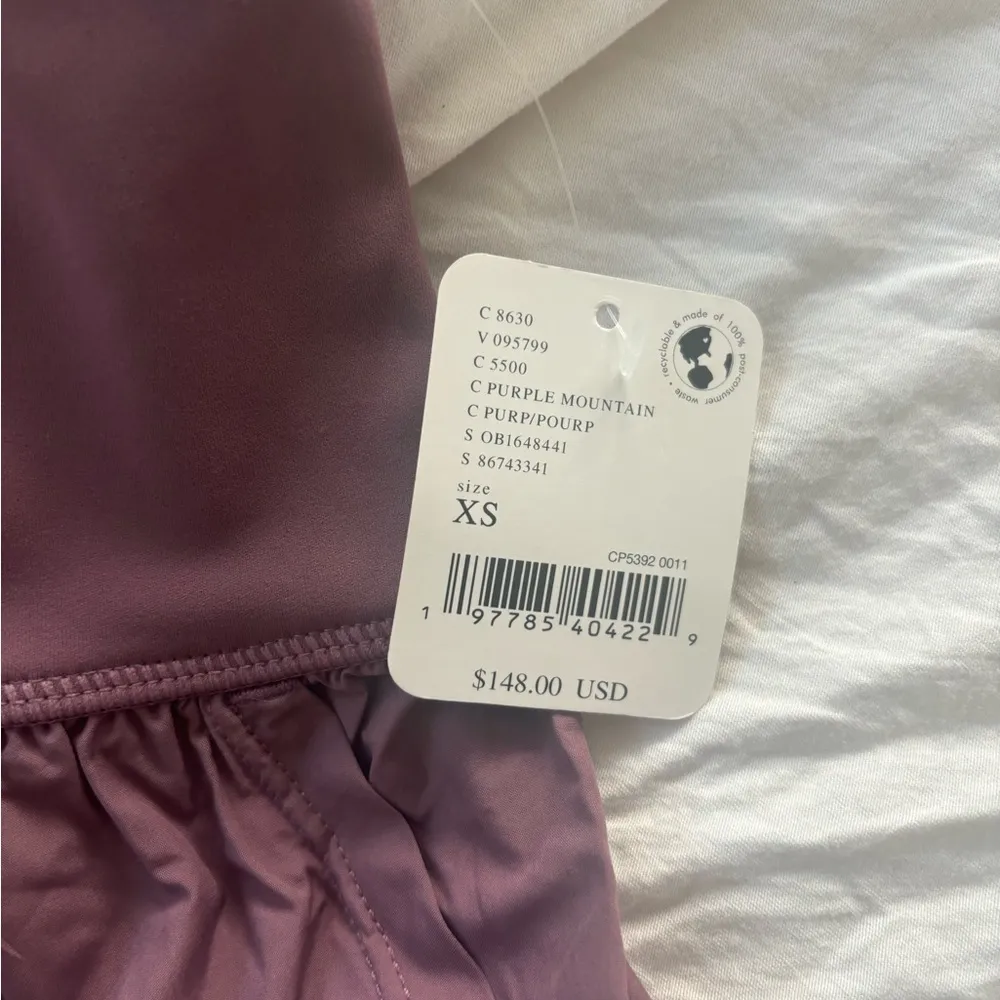 C 8630
V 095799
C 5500
C PURPLE MOUNTAIN
C PURP/POURP
S OB1648441
S 86743341
size
XS
recyclable & made of 100% post-consumer waste •
CP5392 0011
1 97785 40422 9
$148.00 USD